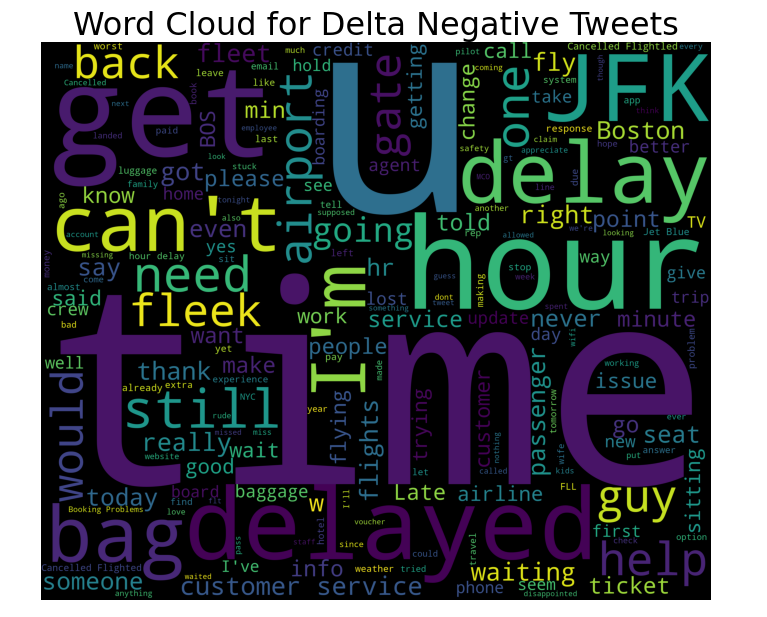 Word Cloud for Delta Negative Tweets
worst
name
back
fleet
credit
much
hold
email
leave
like
Cancelled
getting
call
pilot
coming
system
Cancelled Flightled
every
though
fly
one
JFK
get
u
gate
change
take
app
think
next
book
landed
paid
BOS
min
last
airport
boarding
agent
safety
response
claim
appreciate
hope
Boston
better
employee
look
stuck
luggage
family
tonight
got
please
home
see
delay
gt
MCO
line
due
another
know
ago
can't
also
even
yes
account
missing
come
say
hour delay
sit
tell
supposed
going
told
rep
right
allowed
we're
point
looking
Jet Blue
TV
way
give
money
almost
said
crew
bad
need
fleek
left
I'm
hr
lost
guess
dont
tweet
something
hour
stop
week
making
trip
update
never
minute
service
work
people
day
spent
wifi
problem
time
want
yet
well
thank
make
pay
made
already
extra
experience
NYC
year
rude
still
would
really
missed
miss
website
wait
good
flying
flights
trying
customer
let
called
nothing
passenger
tomorrow
wife
kids
working
issue
go
new
seat
ever
put
answer
sitting
today
board
baggage
w
I'll
Late
airline
FLL
guy
Booking Problems
find
love
flt
pass
hotel
voucher
staff
since
bag
delayed
could
travel
first
check
option
help
Cancelled Flighted
someone
waited
anything
I've
info
weather
tried
customer service
phone
waiting
seem
disappointed
ticket